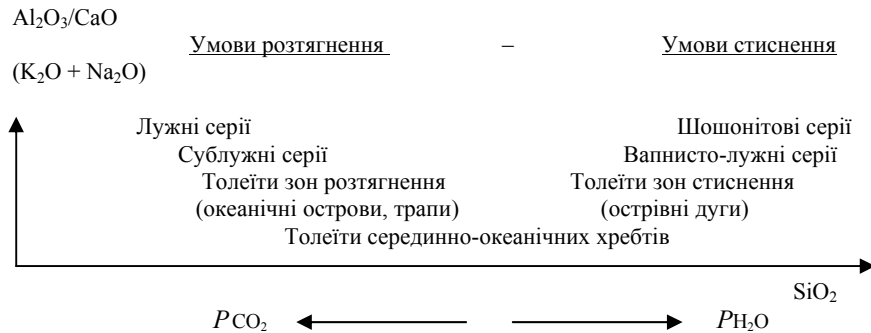 Al₂O₃/CaO
Умови розтягнення – Умови стиснення
(K₂O + Na₂O)
Лужні серії Шошонітові серії
Сублужні серії Вапнисто-лужні серії
Толеїти зон розтягнення Толеїти зон стиснення
(океанічні острови, трапи) (острівні дуги)
Толеїти серединно-океанічних хребтів
SiO₂
P CO₂ PH₂O